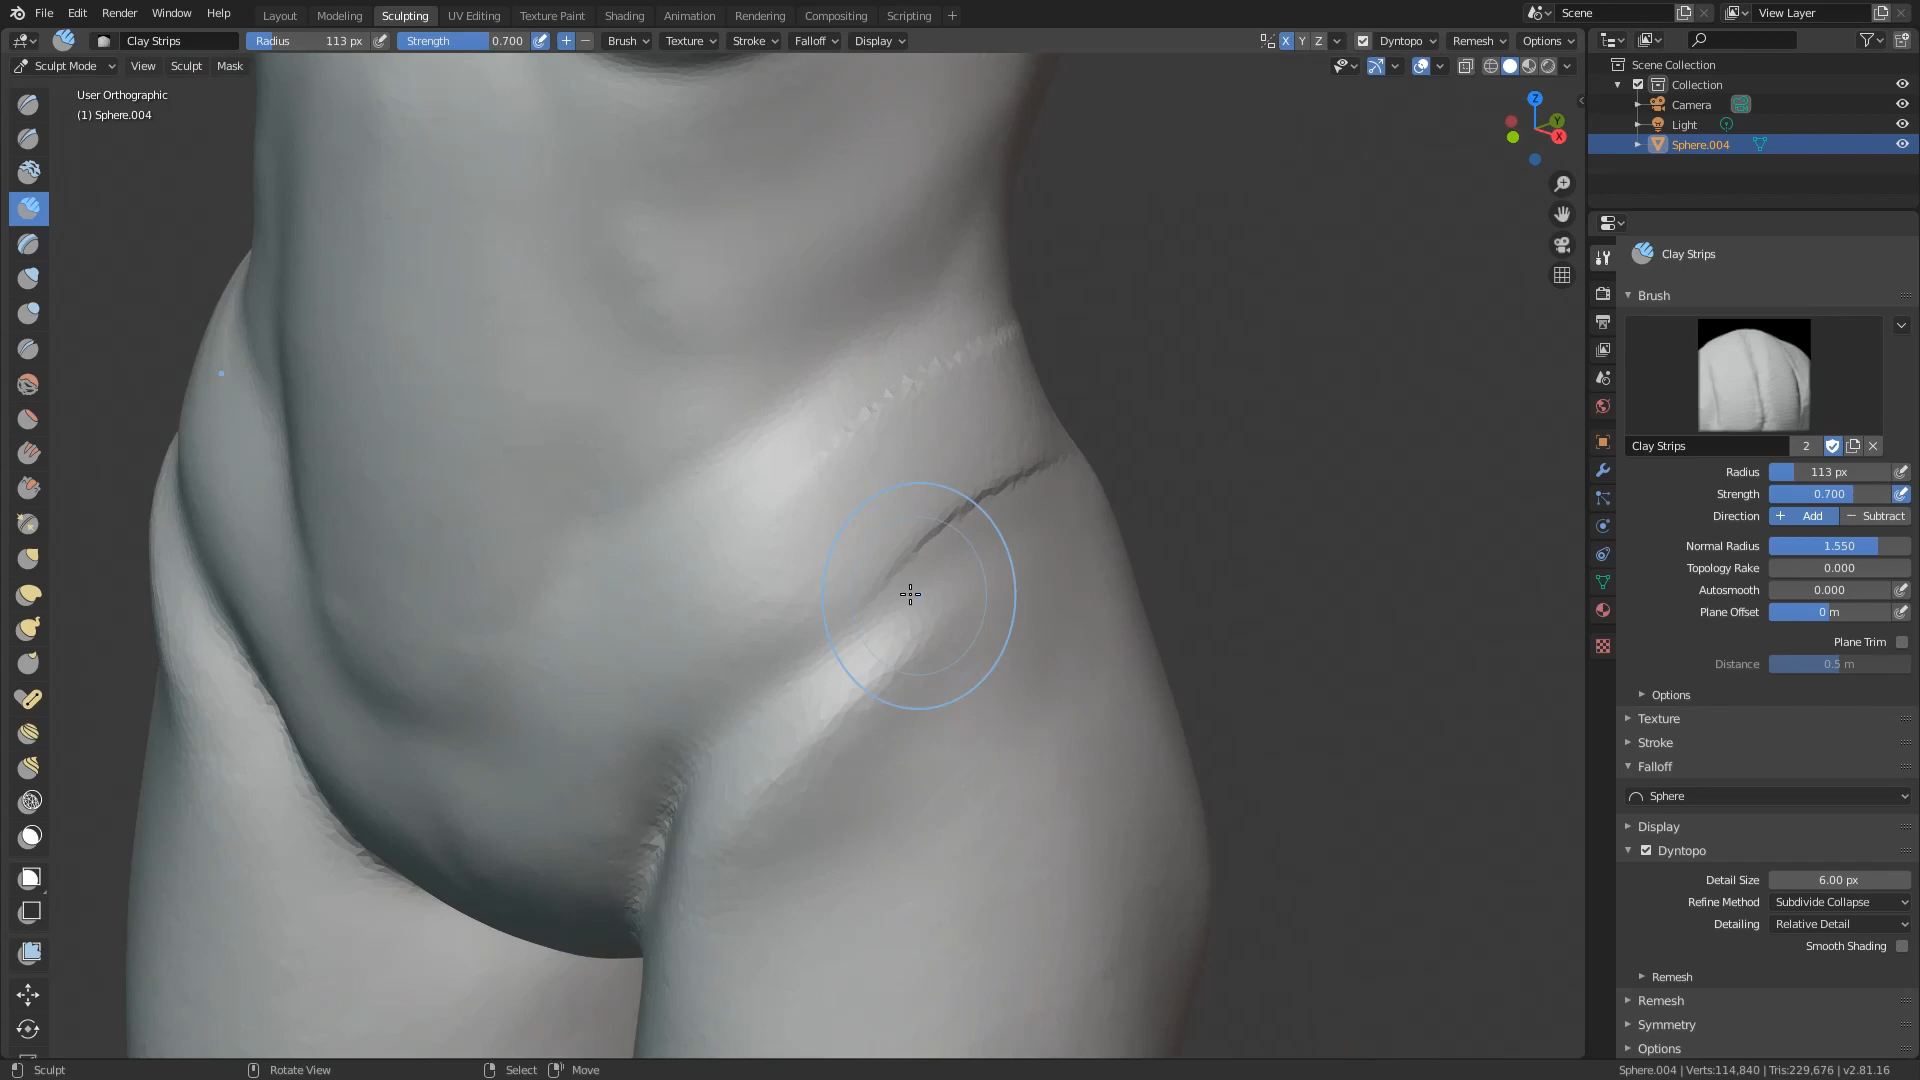 File Edit Render Window Help
Layout Modeling Sculpting UV Editing Texture Paint Shading Animation Rendering Compositing Scripting +
Scene
View Layer
Clay Strips
Radius 113 px
Strength 0.700
Brush Texture Stroke Falloff Display
X Y Z
Dyntopo Remesh Options
Sculpt Mode View Sculpt Mask
User Orthographic
(1) Sphere.004
Z
Y
X
Scene Collection
Collection
Camera
Light
Sphere.004
Clay Strips
Brush
Clay Strips 2
Radius 113 px
Strength 0.700
Direction + Add − Subtract
Normal Radius 1.550
Topology Rake 0.000
Autosmooth 0.000
Plane Offset 0 m
Plane Trim
Distance 0.5 m
Options
Texture
Stroke
Falloff
Sphere
Display
Dyntopo
Detail Size 6.00 px
Refine Method Subdivide Collapse
Detailing Relative Detail
Smooth Shading
Remesh
Remesh
Symmetry
Options
Sculpt Rotate View Select Move
Sphere.004 | Verts:114,840 | Tris:229,676 | v2.81.16